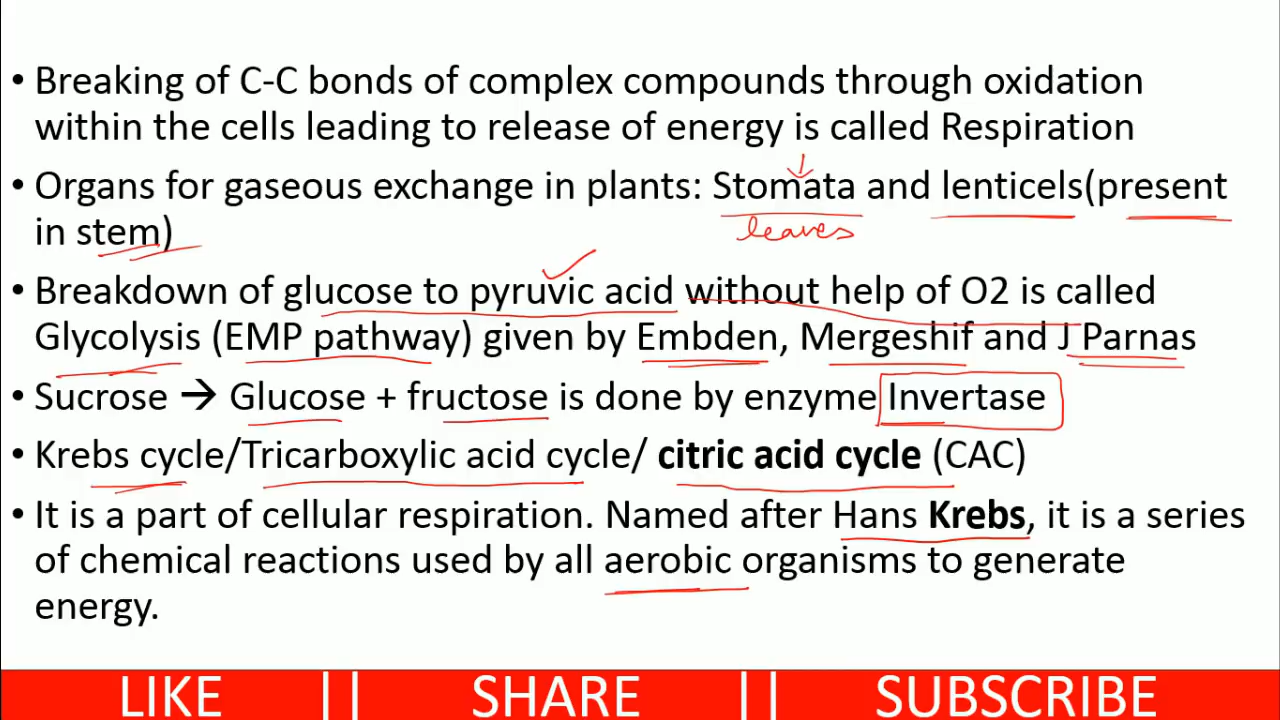 • Breaking of C-C bonds of complex compounds through oxidation
within the cells leading to release of energy is called Respiration
• Organs for gaseous exchange in plants: Stomata and lenticels(present
in stem)
leaves
• Breakdown of glucose to pyruvic acid without help of O2 is called
Glycolysis (EMP pathway) given by Embden, Mergeshif and J Parnas
• Sucrose → Glucose + fructose is done by enzyme Invertase
• Krebs cycle/Tricarboxylic acid cycle/ citric acid cycle (CAC)
• It is a part of cellular respiration. Named after Hans Krebs, it is a series
of chemical reactions used by all aerobic organisms to generate
energy.
LIKE || SHARE || SUBSCRIBE